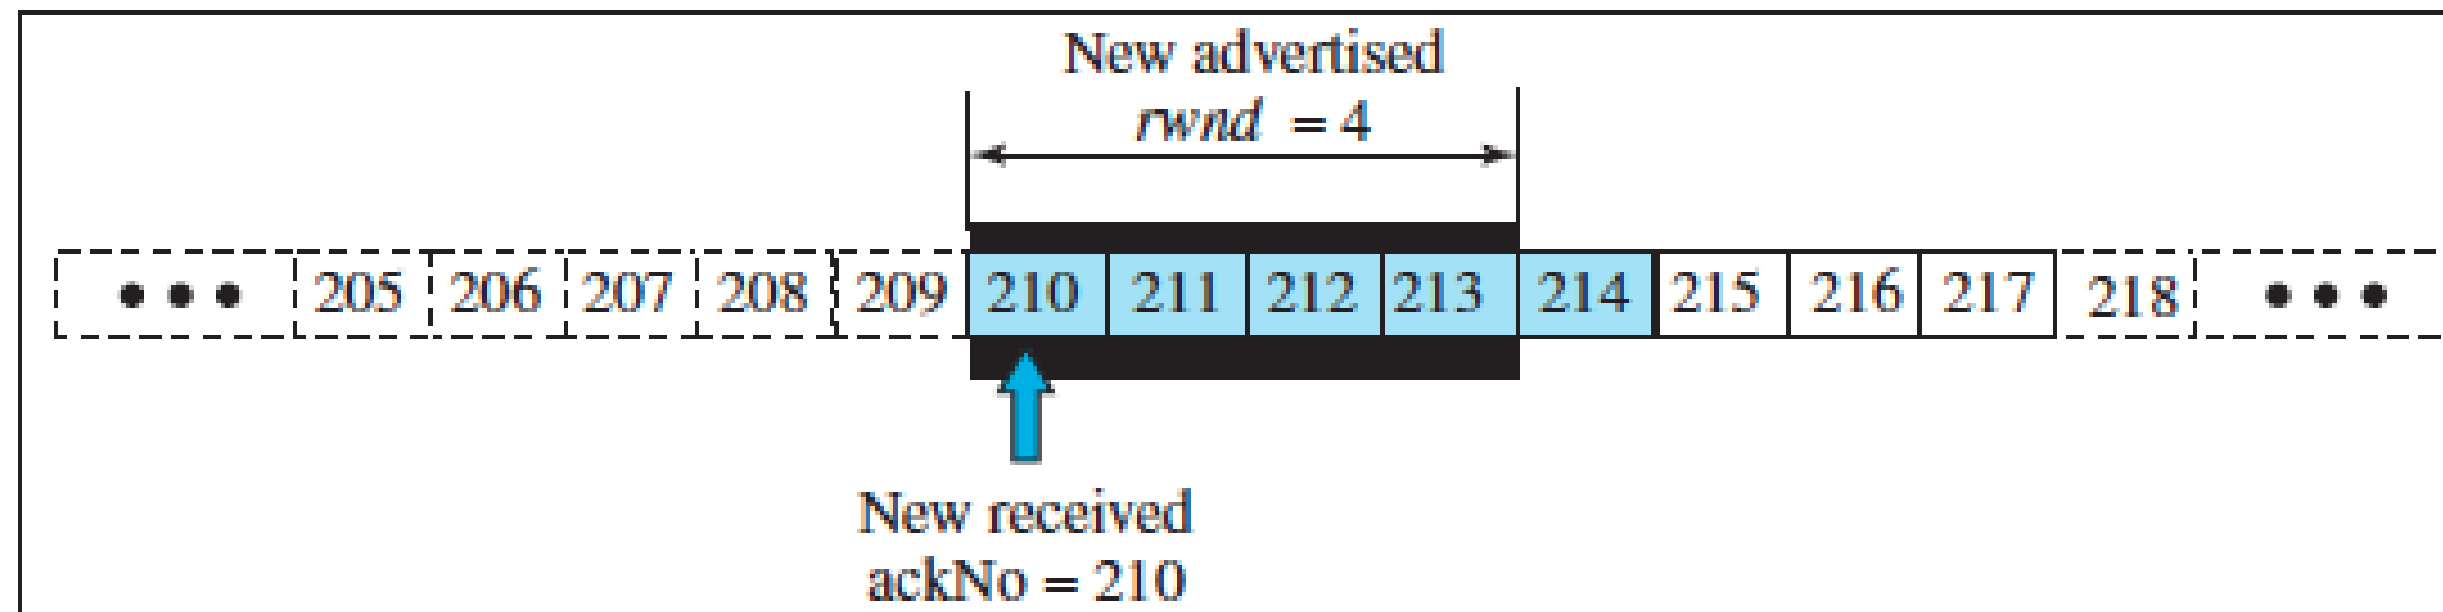 New advertised
rwnd = 4
••• 205 206 207 208 209 210 211 212 213 214 215 216 217 218 •••
New received
ackNo = 210